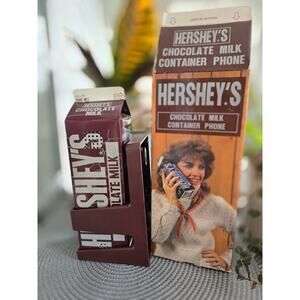 HERSHEY'S
CHOCOLATE MILK
CONTAINER PHONE
HERSHEY'S
CHOCOLATE MILK
CONTAINER PHONE
HERSHEY'S
CHOCOLATE
MILK
SHEY'S
LATE MILK
H!